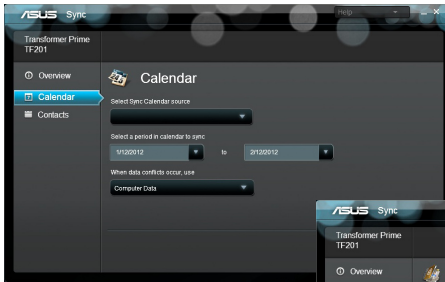 ASUS Sync
Help
Transformer Prime
TF201
Overview
Calendar
Contacts
Calendar
Select Sync Calendar source
Select a period in calendar to sync
1/12/2012 to 2/12/2012
When data conflicts occur, use
Computer Data
ASUS Sync
Transformer Prime
TF201
Overview